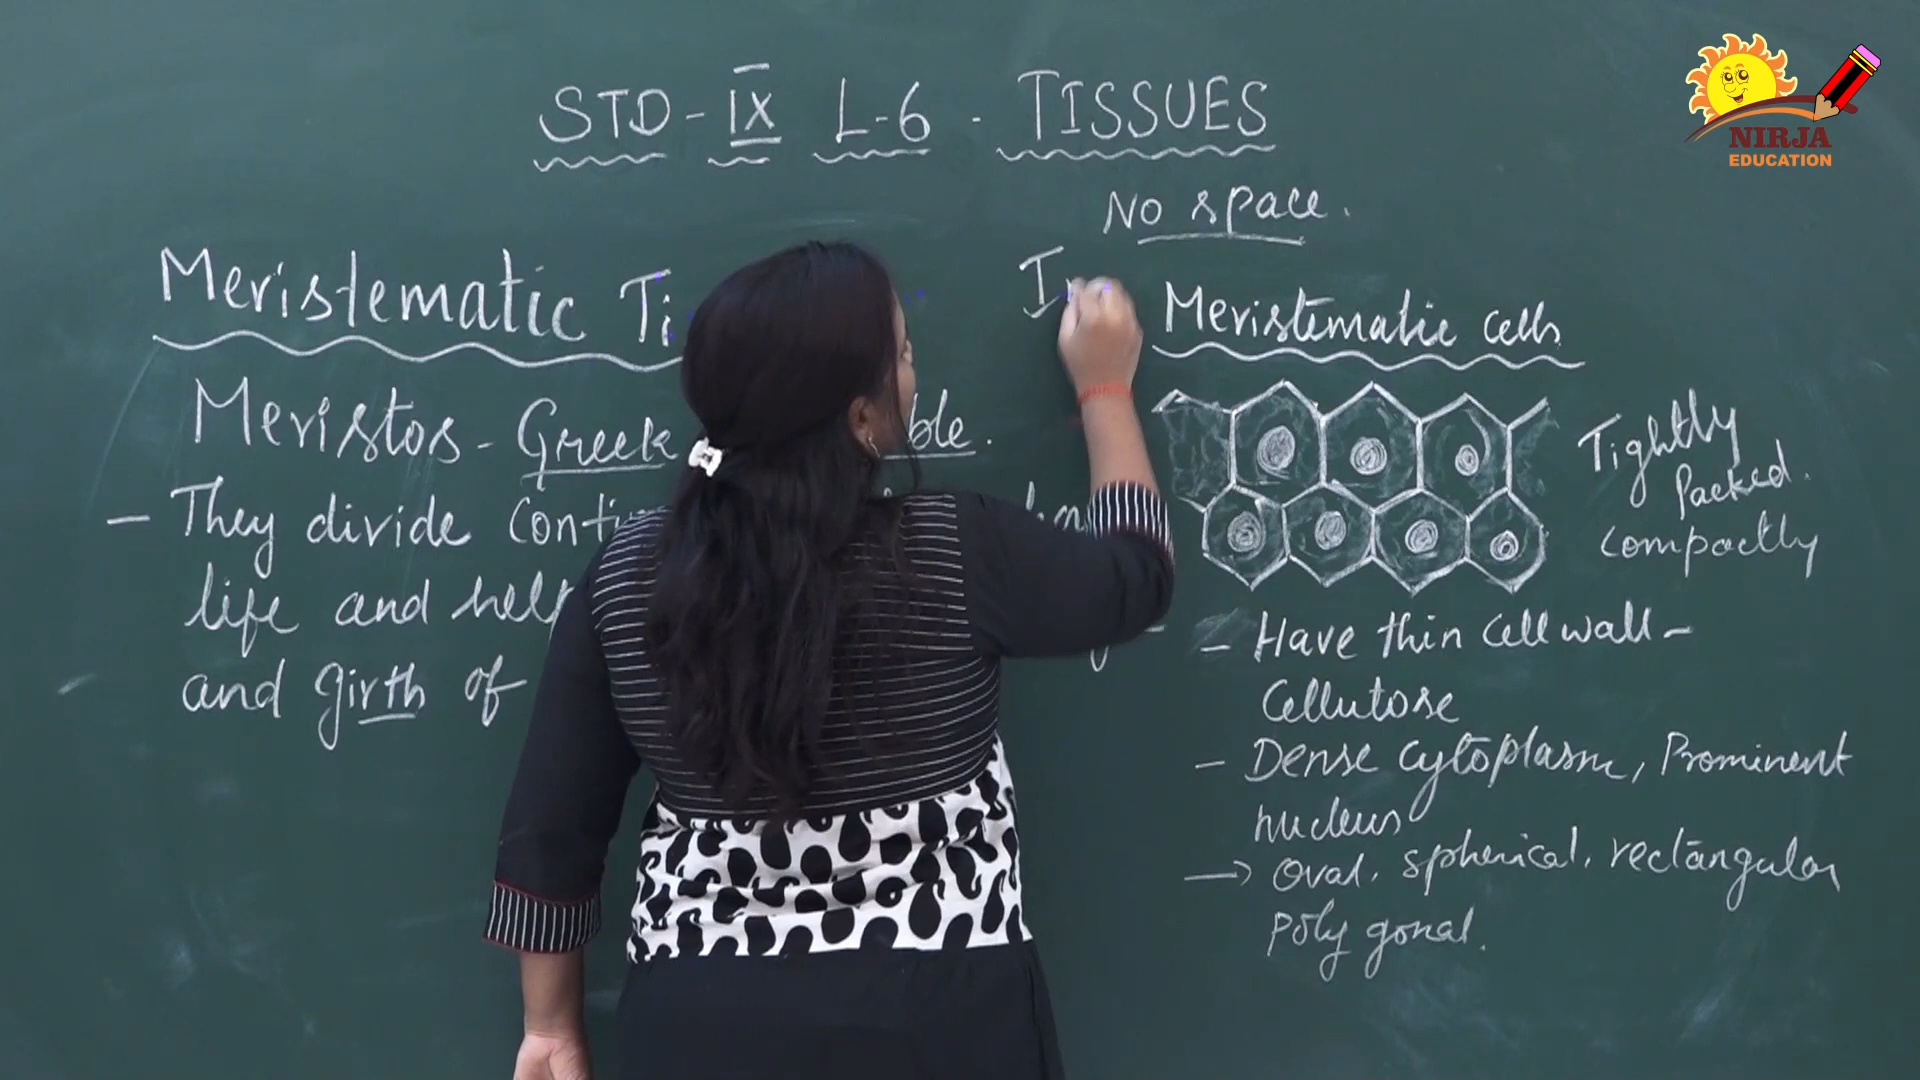 STD - IX L-6 - TISSUES
NIRJA
EDUCATION
No space.
Meristematic Ti
Meristos - Greek ble.
- They divide
life and help
and girth of
I
Meristematic cells
Tightly
Packed.
compactly
- Have thin cell wall -
Cellulose
- Dense cytoplasm, Prominent
nucleus
→ Oval, spherical, rectangular
poly gonal.